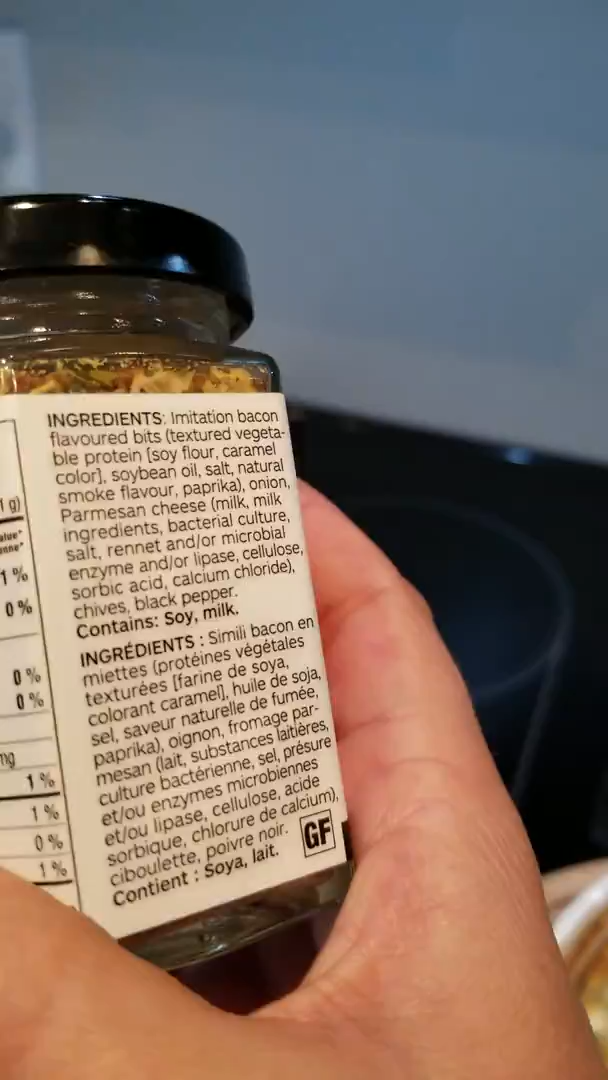 INGREDIENTS: Imitation bacon
flavoured bits (textured vegeta-
ble protein [soy flour, caramel
color], soybean oil, salt, natural
smoke flavour, paprika), onion,
Parmesan cheese (milk, milk
ingredients, bacterial culture,
salt, rennet and/or microbial
enzyme and/or lipase, cellulose,
sorbic acid, calcium chloride),
chives, black pepper.
Contains: Soy, milk.
INGRÉDIENTS : Simili bacon en
miettes (protéines végétales
texturées [farine de soya,
colorant caramel], huile de soja,
sel, saveur naturelle de fumée,
paprika), oignon, fromage par-
mesan (lait, substances laitières,
culture bactérienne, sel, présure
et/ou enzymes microbiennes
et/ou lipase, cellulose, acide
sorbique, chlorure de calcium),
ciboulette, poivre noir.
Contient : Soya, lait.
GF
1 g)
1 %
0 %
0 %
0 %
mg
1 %
1 %
0 %
1 %